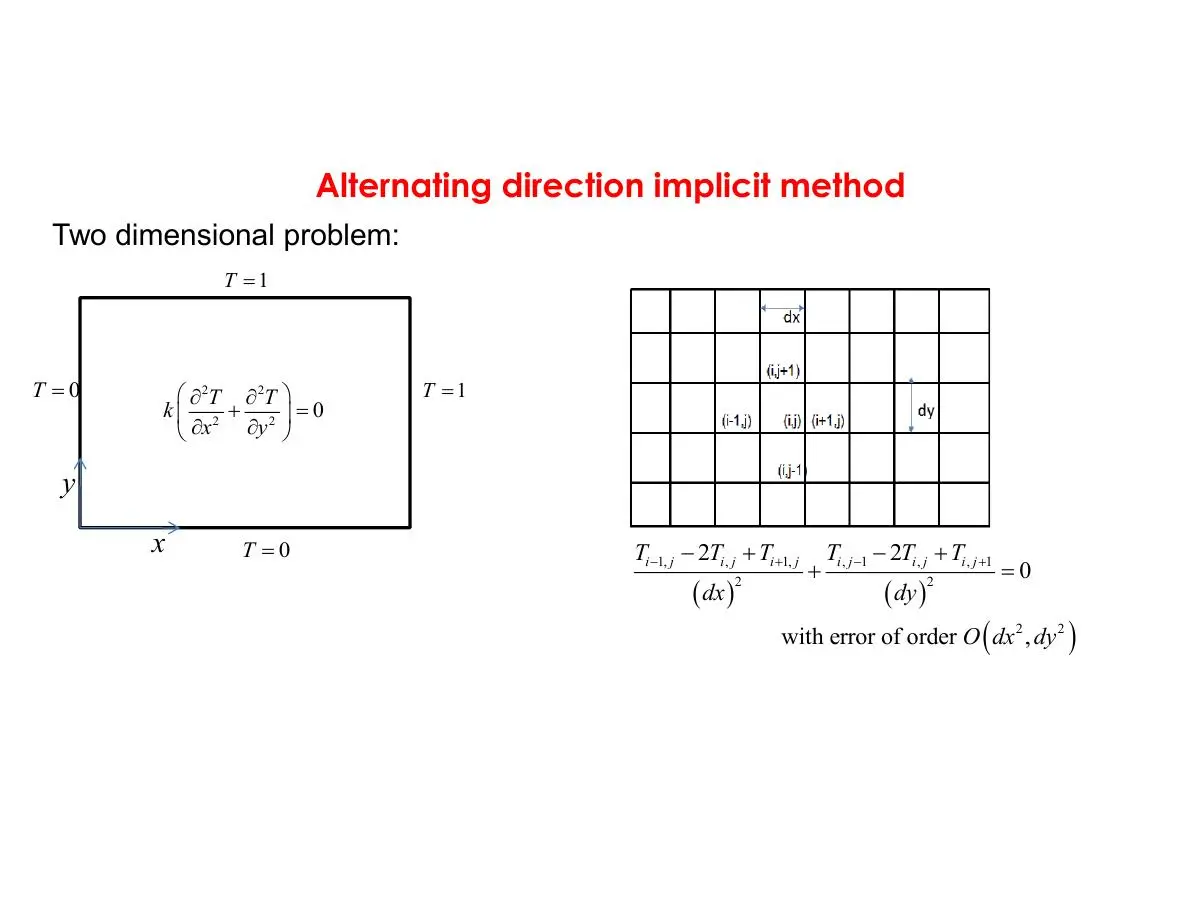 Alternating direction implicit method
Two dimensional problem:
T = 1
T = 0
k(∂²T/∂x² + ∂²T/∂y²) = 0
T = 1
y
x
T = 0
dx
(i,j+1)
(i-1,j) (i,j) (i+1,j)
dy
(i,j-1)
(T_{i−1,j} − 2T_{i,j} + T_{i+1,j})/(dx)² + (T_{i,j−1} − 2T_{i,j} + T_{i,j+1})/(dy)² = 0
with error of order O(dx², dy²)